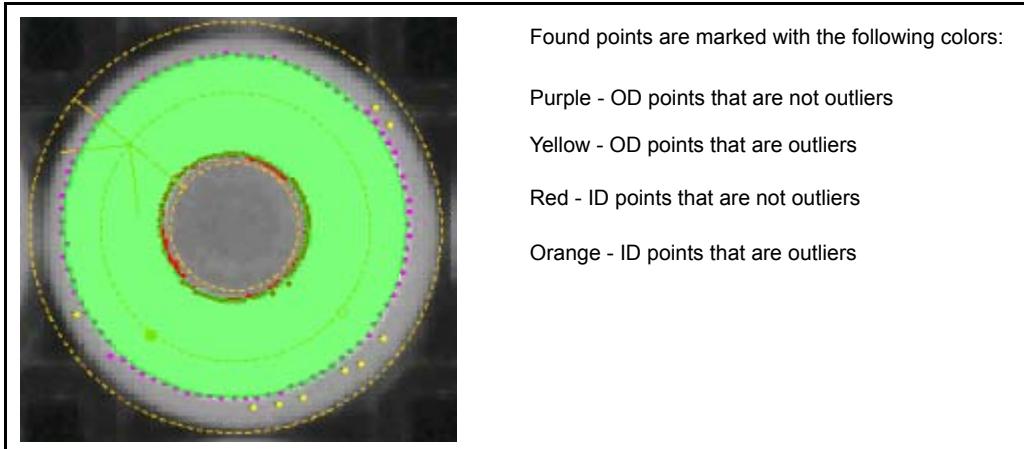 Found points are marked with the following colors:
Purple - OD points that are not outliers
Yellow - OD points that are outliers
Red - ID points that are not outliers
Orange - ID points that are outliers